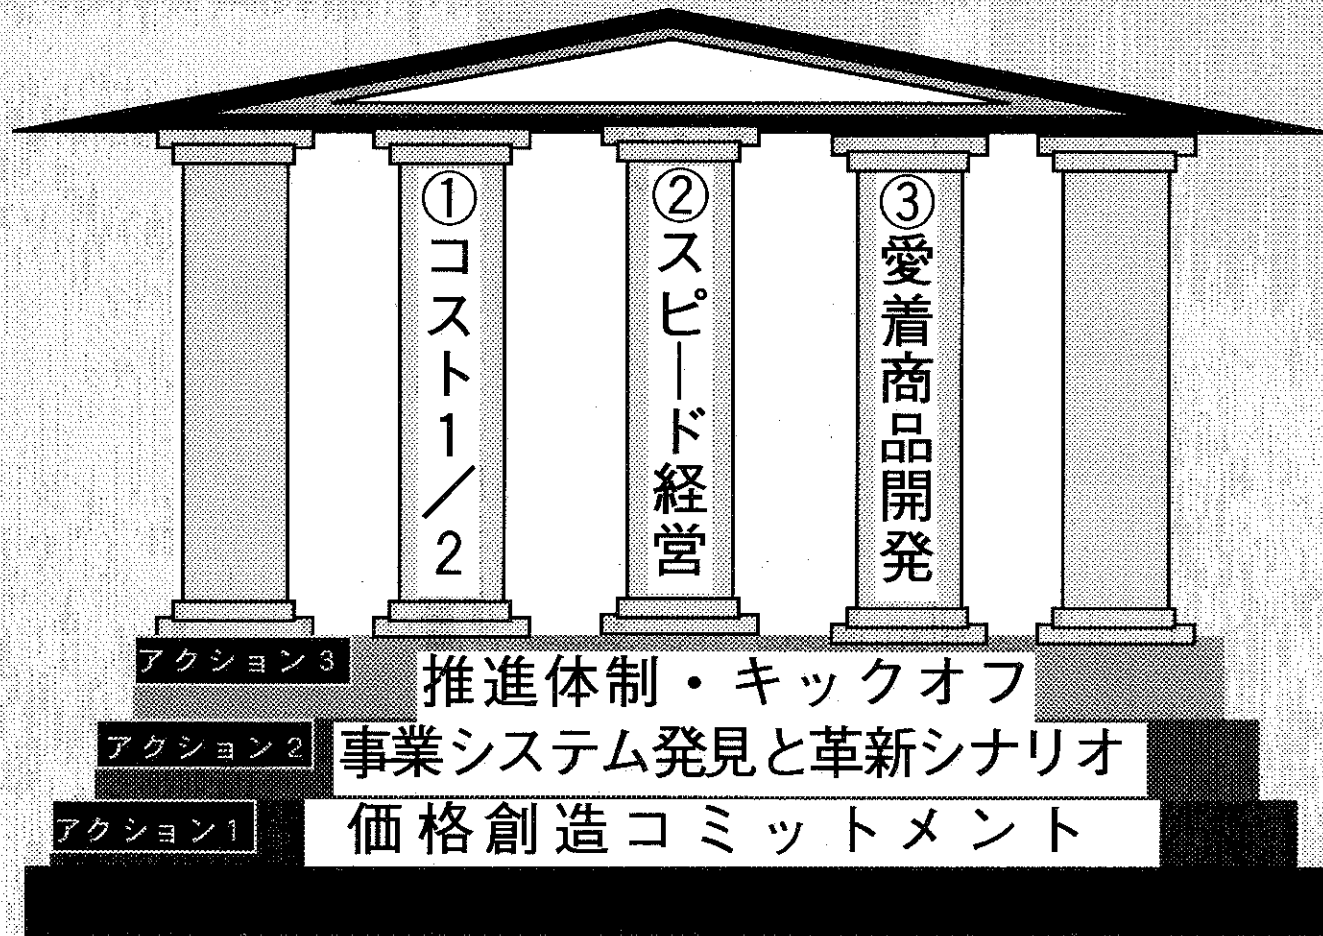 ①コスト1／2
②スピード経営
③愛着商品開発
アクション3
推進体制・キックオフ
アクション2
事業システム発見と革新シナリオ
アクション1
価格創造コミットメント